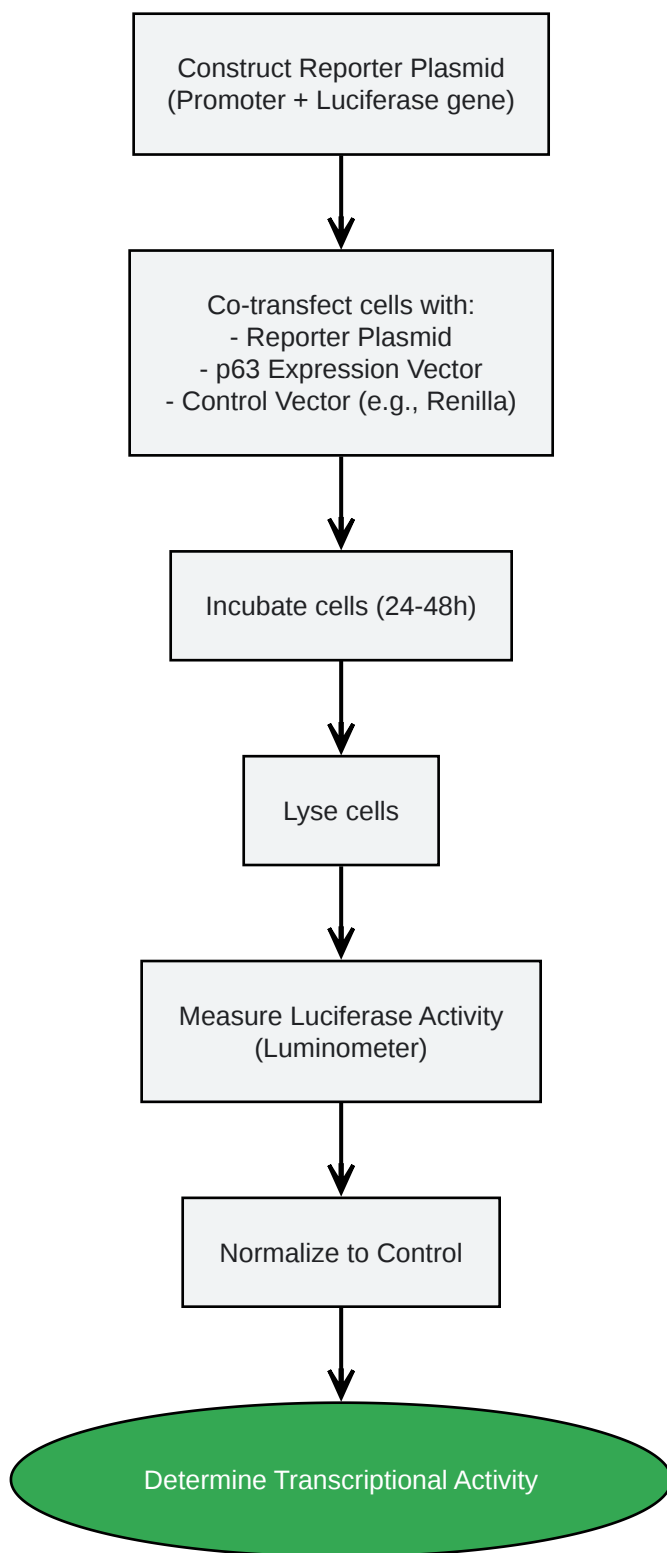 Construct Reporter Plasmid
(Promoter + Luciferase gene)
Co-transfect cells with:
- Reporter Plasmid
- p63 Expression Vector
- Control Vector (e.g., Renilla)
Incubate cells (24-48h)
Lyse cells
Measure Luciferase Activity
(Luminometer)
Normalize to Control
Determine Transcriptional Activity